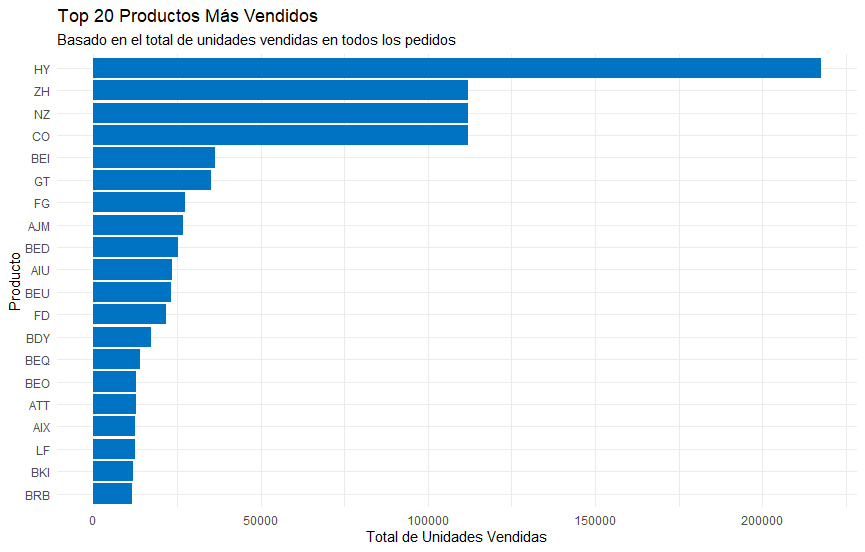 Top 20 Productos Más Vendidos
Basado en el total de unidades vendidas en todos los pedidos
Producto
HY
ZH
NZ
CO
BEI
GT
FG
AJM
BED
AIU
BEU
FD
BDY
BEQ
BEO
ATT
AIX
LF
BKI
BRB
0 50000 100000 150000 200000
Total de Unidades Vendidas